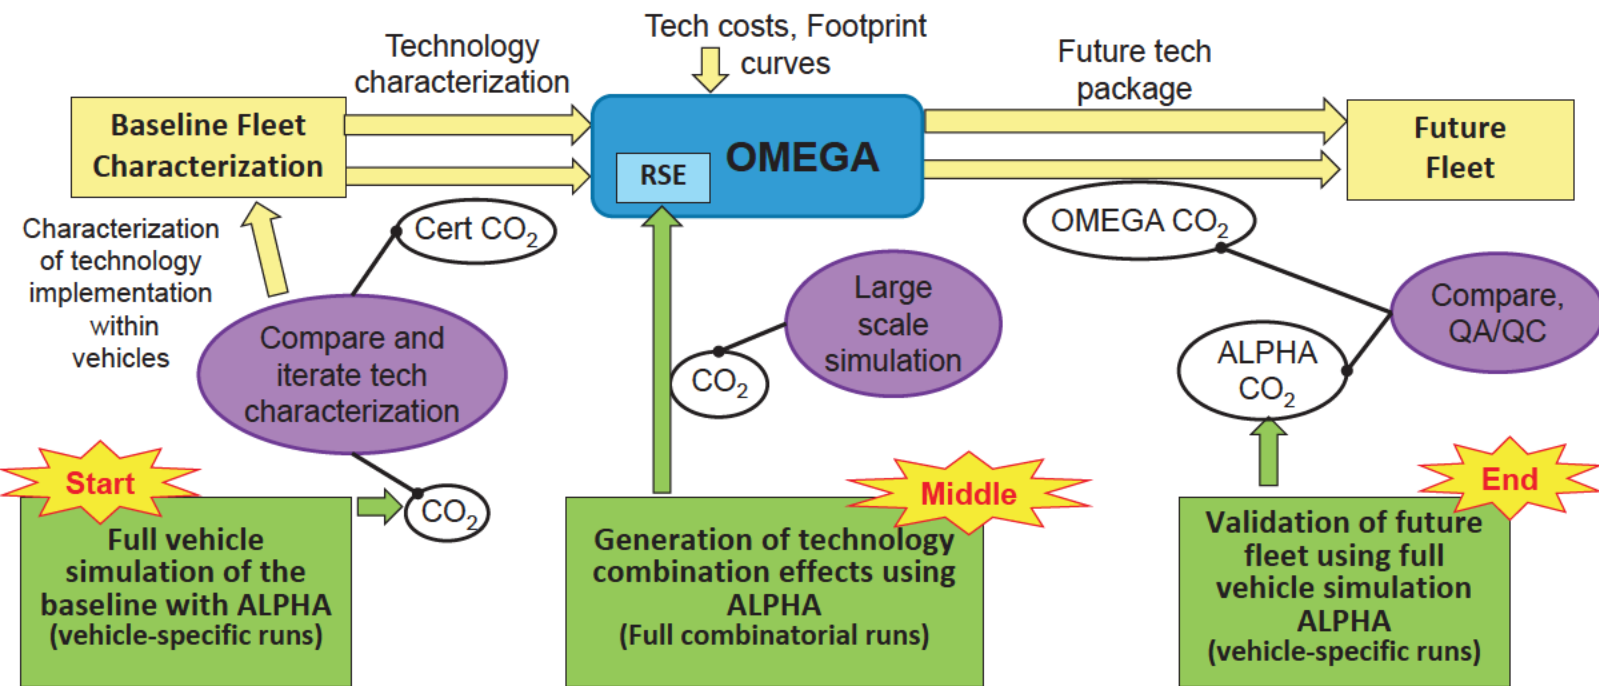 Technology
characterization
Tech costs, Footprint
curves
Future tech
package
Baseline Fleet
Characterization
RSE
OMEGA
Future
Fleet
Characterization
of technology
implementation
within
vehicles
Cert CO₂
Compare and
iterate tech
characterization
CO₂
Large
scale
simulation
CO₂
OMEGA CO₂
ALPHA
CO₂
Compare,
QA/QC
Start
Full vehicle
simulation of the
baseline with ALPHA
(vehicle-specific runs)
Middle
Generation of technology
combination effects using
ALPHA
(Full combinatorial runs)
End
Validation of future
fleet using full
vehicle simulation
ALPHA
(vehicle-specific runs)